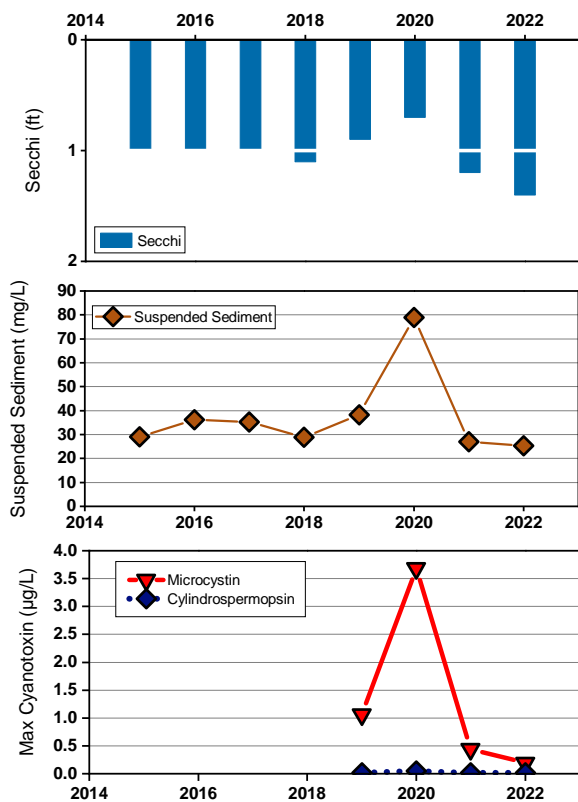 2014 2016 2018 2020 2022
0
1
2
Secchi (ft)
Secchi
90
80
70
60
50
40
30
20
10
0
Suspended Sediment (mg/L)
Suspended Sediment
2014 2016 2018 2020 2022
4.0
3.5
3.0
2.5
2.0
1.5
1.0
0.5
0.0
Max Cyanotoxin (µg/L)
Microcystin
Cylindrospermopsin
2014 2016 2018 2020 2022